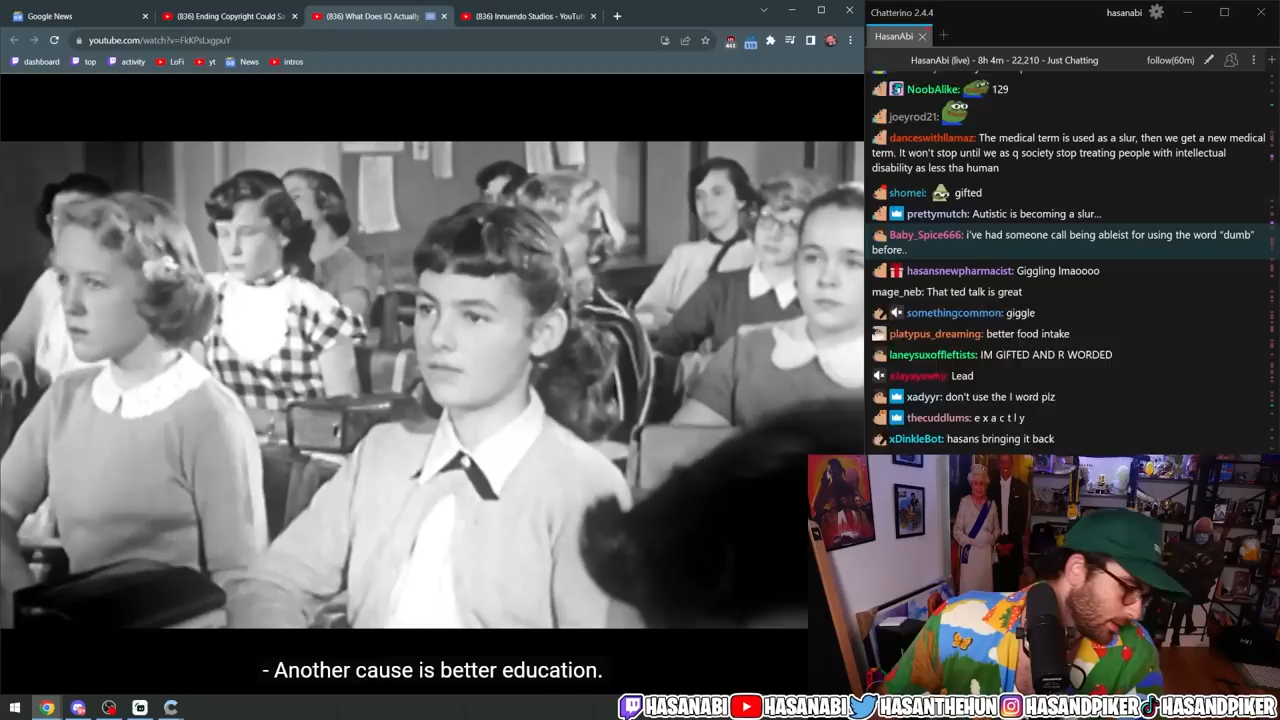 Google News
(836) Ending Copyright Could Sa
(836) What Does IQ Actually
(836) Innuendo Studios - YouTub
youtube.com/watch?v=FkKPsLxgpuY
441
110
dashboard
top
activity
LoFi
yt
News
intros
- Another cause is better education.
Chatterino 2.4.4
hasanabi
HasanAbi
HasanAbi (live) - 8h 4m - 22,210 - Just Chatting
follow(60m)
NoobAlike: 129
joeyrod21:
danceswithllamaz: The medical term is used as a slur, then we get a new medical
term. It won't stop until we as q society stop treating people with intellectual
disability as less tha human
shomei: gifted
prettymutch: Autistic is becoming a slur...
Baby_Spice666: i've had someone call being ableist for using the word "dumb"
before..
hasansnewpharmacist: Giggling lmaoooo
mage_neb: That ted talk is great
somethingcommon: giggle
platypus_dreaming: better food intake
laneysuxoffleftists: IM GIFTED AND R WORDED
Lead
xadyyr: don't use the I word plz
thecuddlums: e x a c t l y
xDinkleBot: hasans bringing it back
HASANABI
HASANABI
HASANTHEHUN
HASANDPIKER
HASANDPIKER